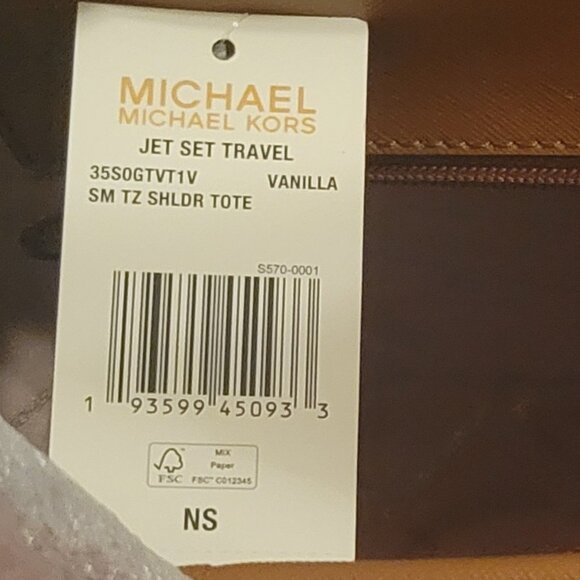 MICHAEL
MICHAEL KORS
JET SET TRAVEL
35S0GTVT1V VANILLA
SM TZ SHLDR TOTE
S570-0001
1 93599 45093 3
MIX
Paper
FSC FSC™ C012345
NS